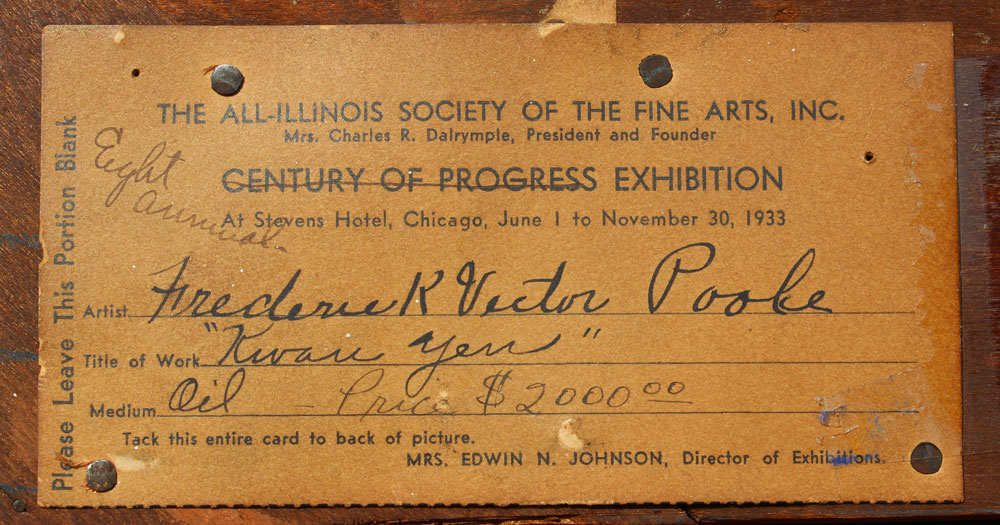 THE ALL-ILLINOIS SOCIETY OF THE FINE ARTS, INC.
Mrs. Charles R. Dalrymple, President and Founder
Eight
Annual.
CENTURY OF PROGRESS EXHIBITION
At Stevens Hotel, Chicago, June 1 to November 30, 1933
Artist Frederick Victor Poole
Title of Work "Kwan Yen"
Medium Oil - Price $2000 00
Tack this entire card to back of picture.
MRS. EDWIN N. JOHNSON, Director of Exhibitions.
Please Leave This Portion Blank